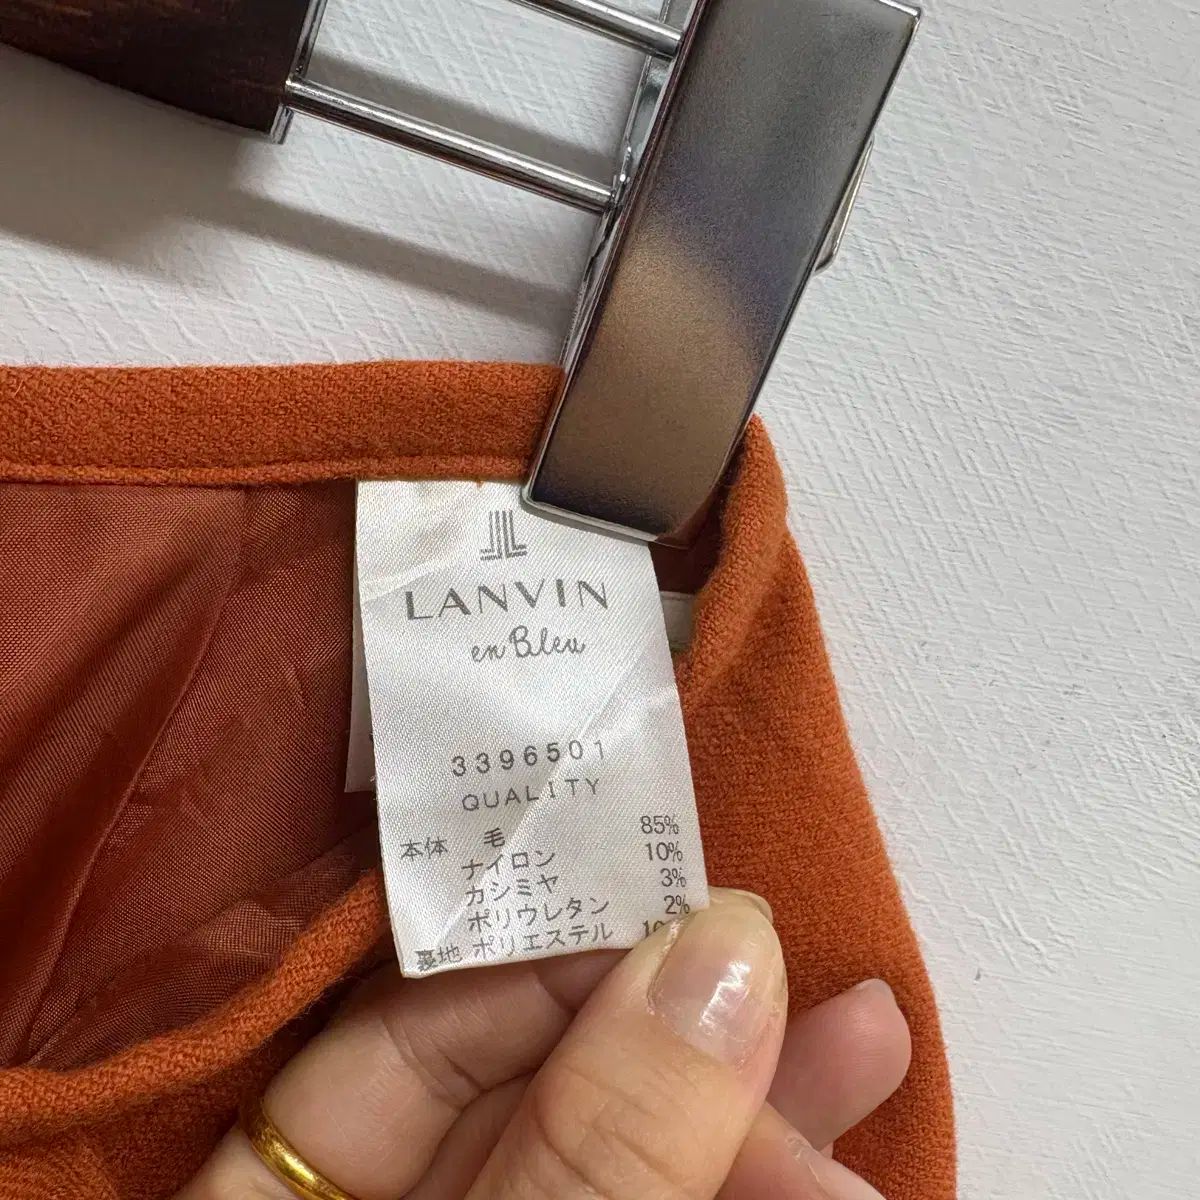 LANVIN
en Bleu
3396501
QUALITY
本体 毛 85%
ナイロン 10%
カシミヤ 3%
ポリウレタン 2%
裏地 ポリエステル